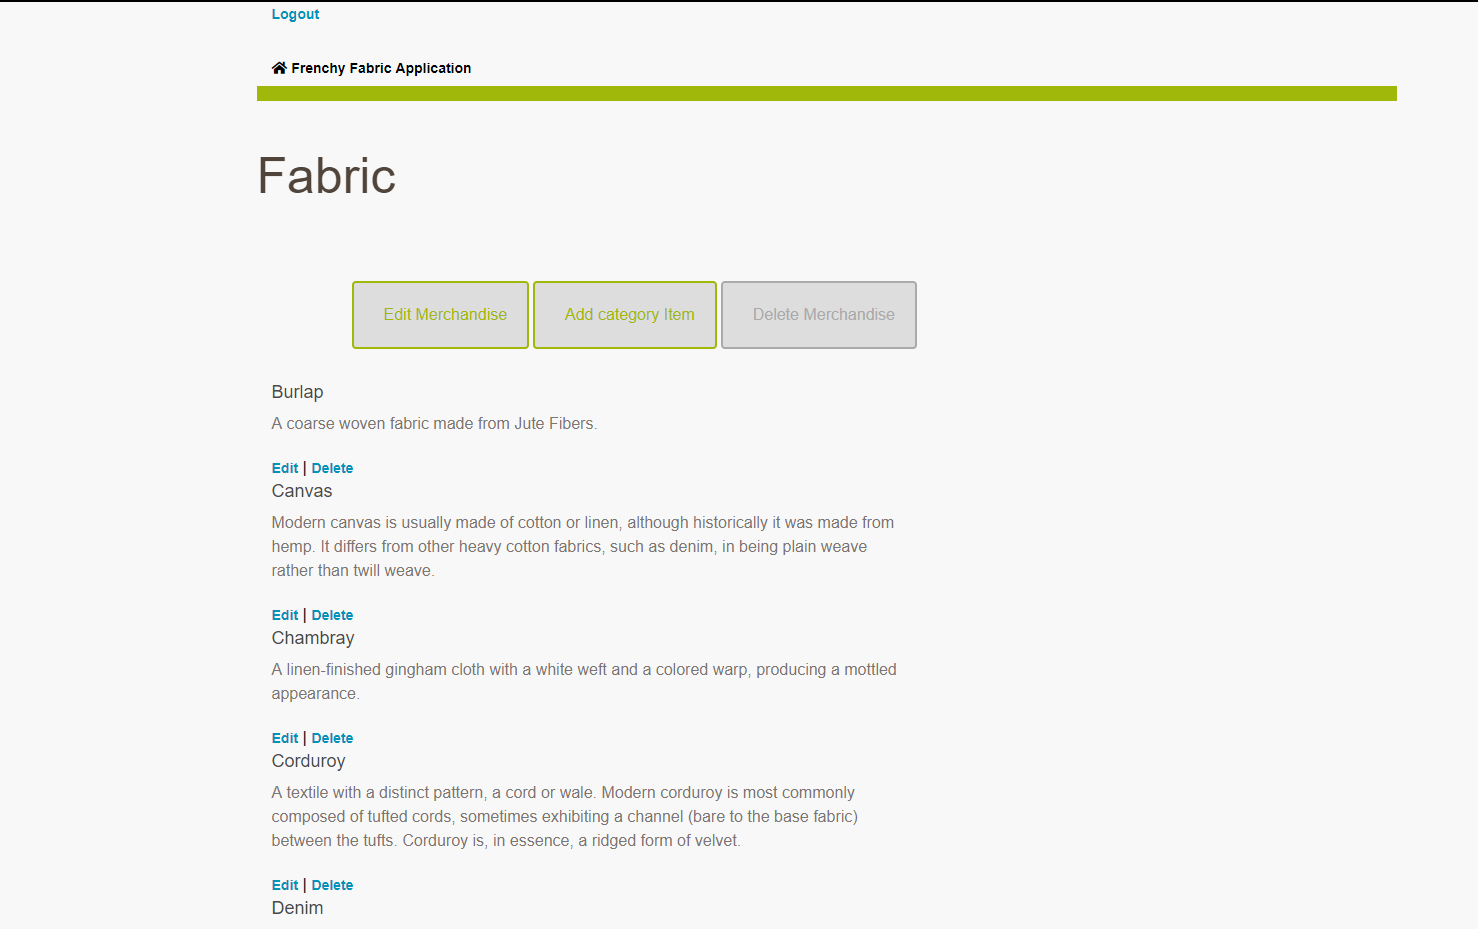 Logout
Frenchy Fabric Application
Fabric
Edit Merchandise Add category Item Delete Merchandise
Burlap
A coarse woven fabric made from Jute Fibers.
Edit | Delete
Canvas
Modern canvas is usually made of cotton or linen, although historically it was made from
hemp. It differs from other heavy cotton fabrics, such as denim, in being plain weave
rather than twill weave.
Edit | Delete
Chambray
A linen-finished gingham cloth with a white weft and a colored warp, producing a mottled
appearance.
Edit | Delete
Corduroy
A textile with a distinct pattern, a cord or wale. Modern corduroy is most commonly
composed of tufted cords, sometimes exhibiting a channel (bare to the base fabric)
between the tufts. Corduroy is, in essence, a ridged form of velvet.
Edit | Delete
Denim